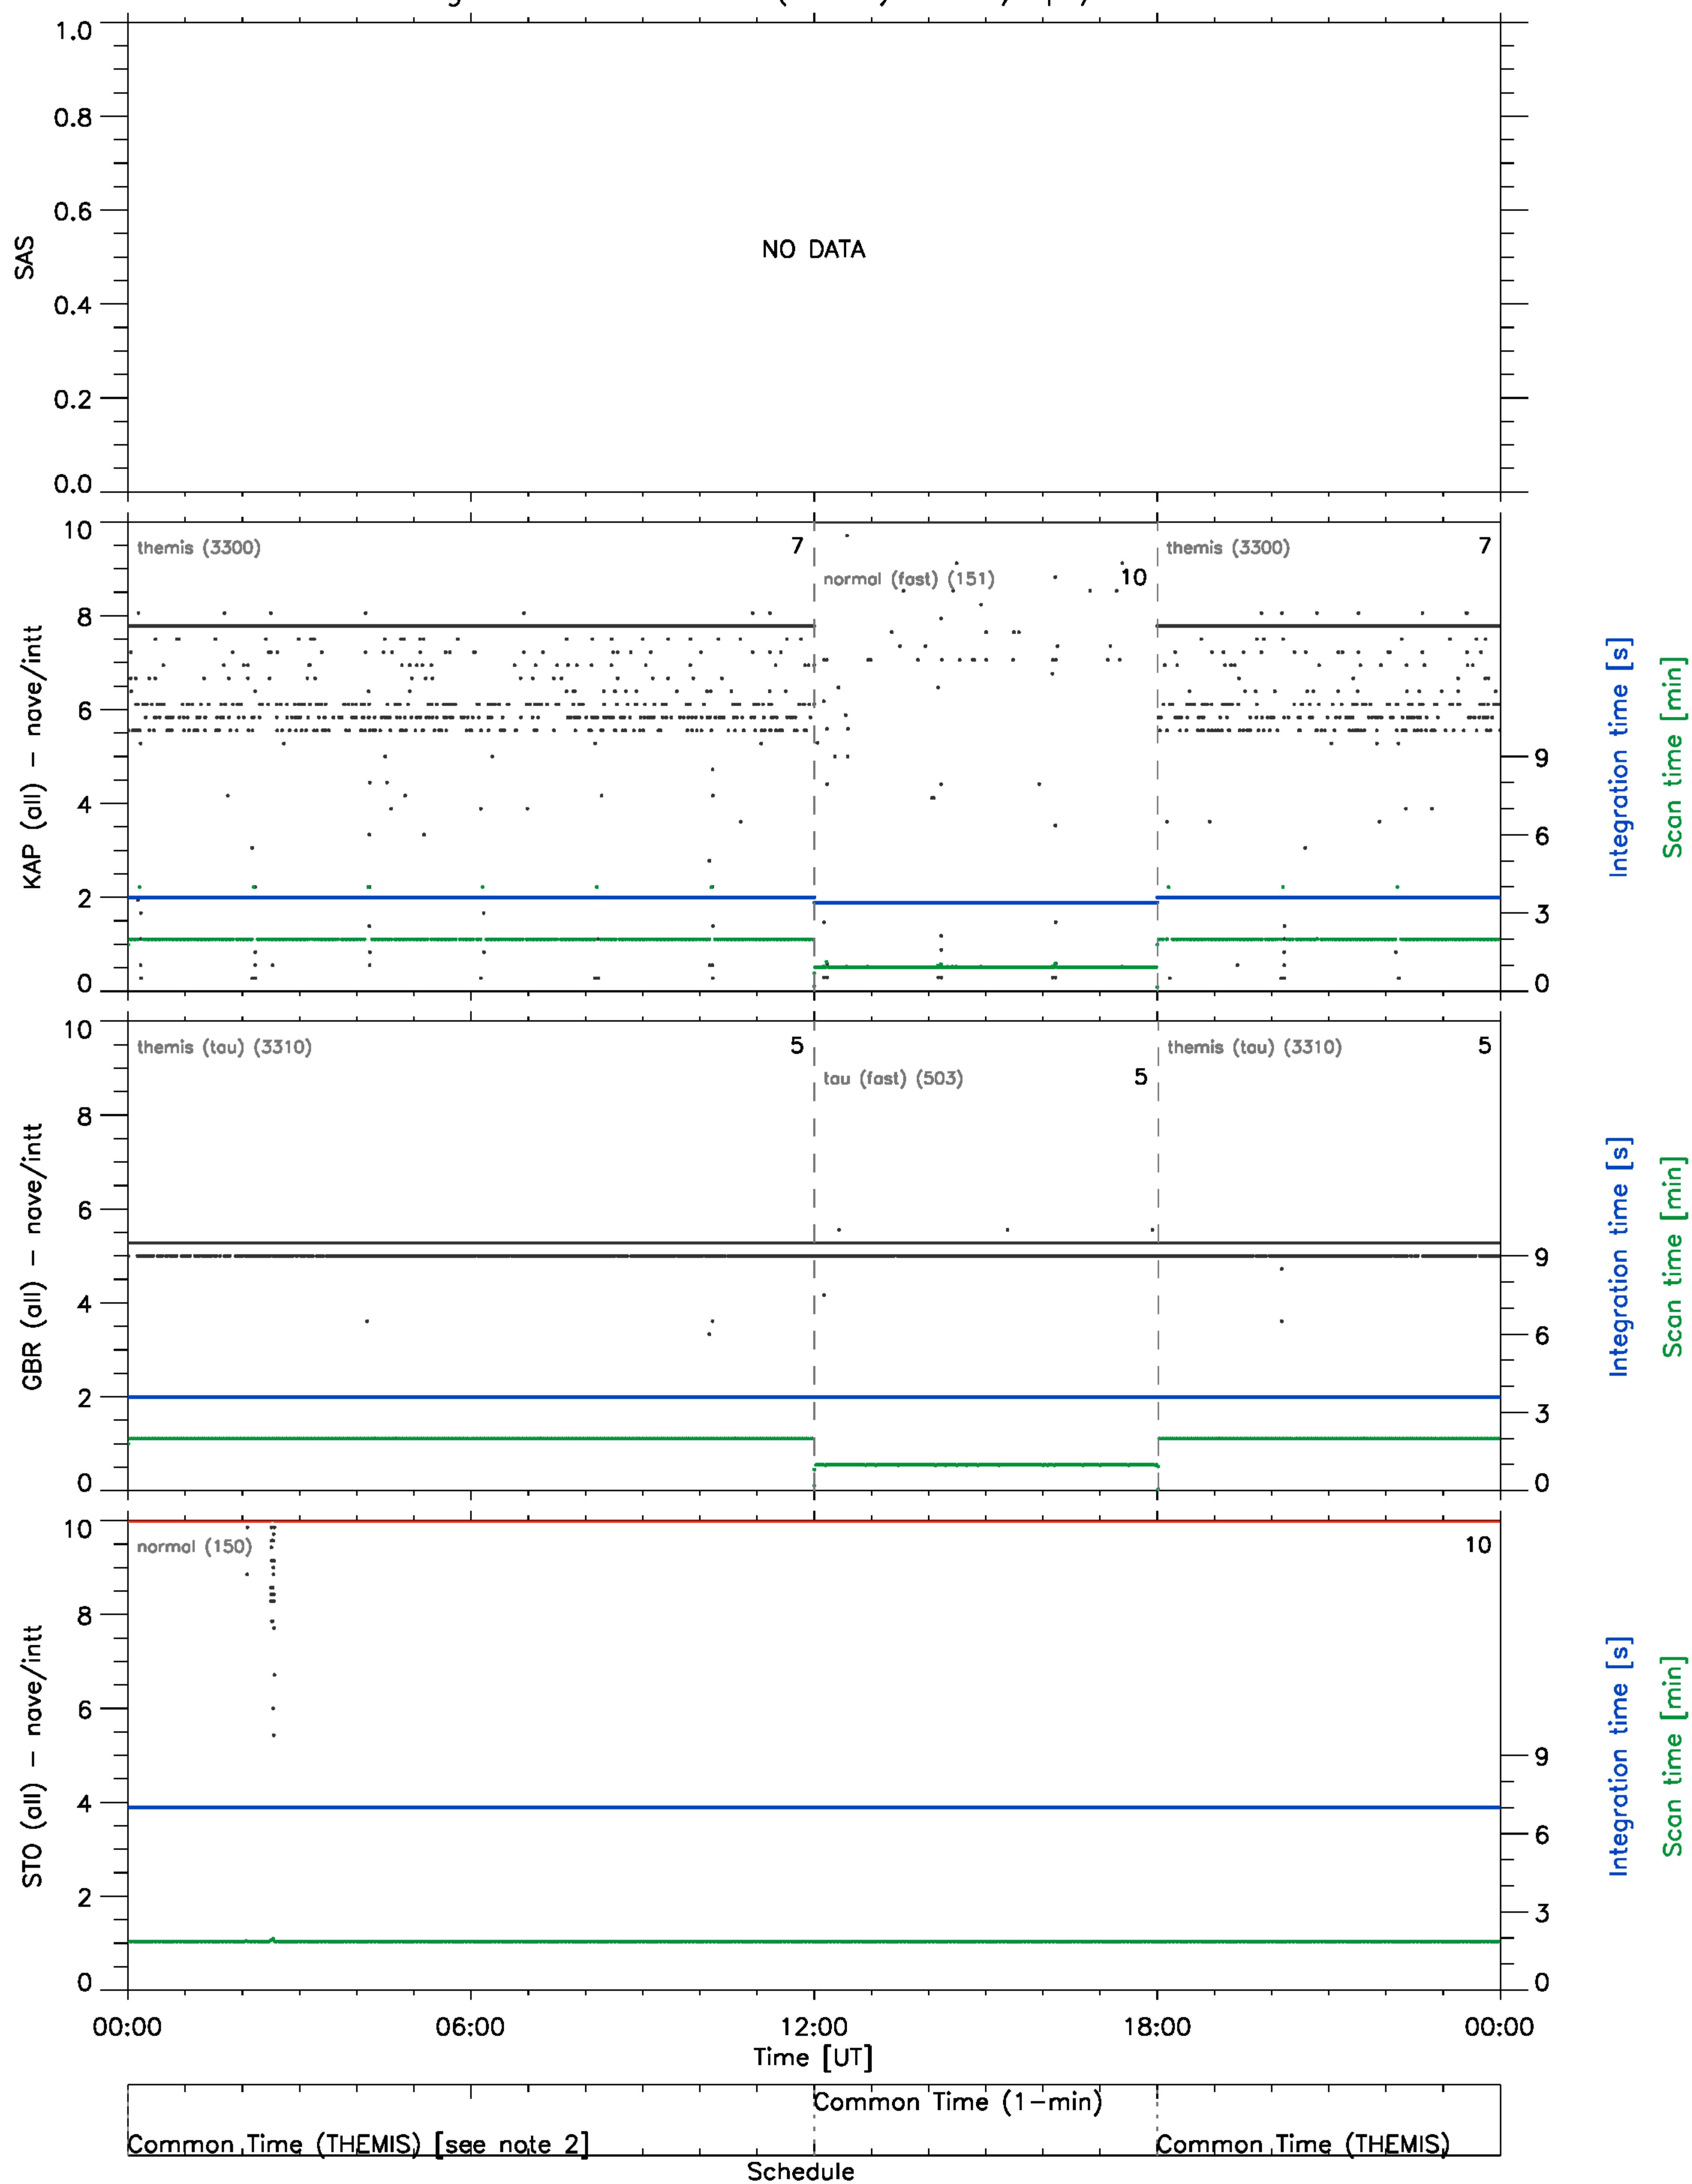 1.0
0.8
0.6
0.4
0.2
0.0
SAS
NO DATA
10
8
6
4
2
0
KAP (all) – nave/intt
themis (3300)
7
normal (fast) (151)
10
themis (3300)
7
9
6
3
0
Integration time [s]
Scan time [min]
10
8
6
4
2
0
GBR (all) – nave/intt
themis (tau) (3310)
5
tau (fast) (503)
5
themis (tau) (3310)
5
9
6
3
0
Integration time [s]
Scan time [min]
10
8
6
4
2
0
STO (all) – nave/intt
normal (150)
10
9
6
3
0
Integration time [s]
Scan time [min]
00:00 06:00 12:00 18:00 00:00
Time [UT]
Common Time (1–min)
Common Time (THEMIS) [see note 2]
Common Time (THEMIS)
Schedule